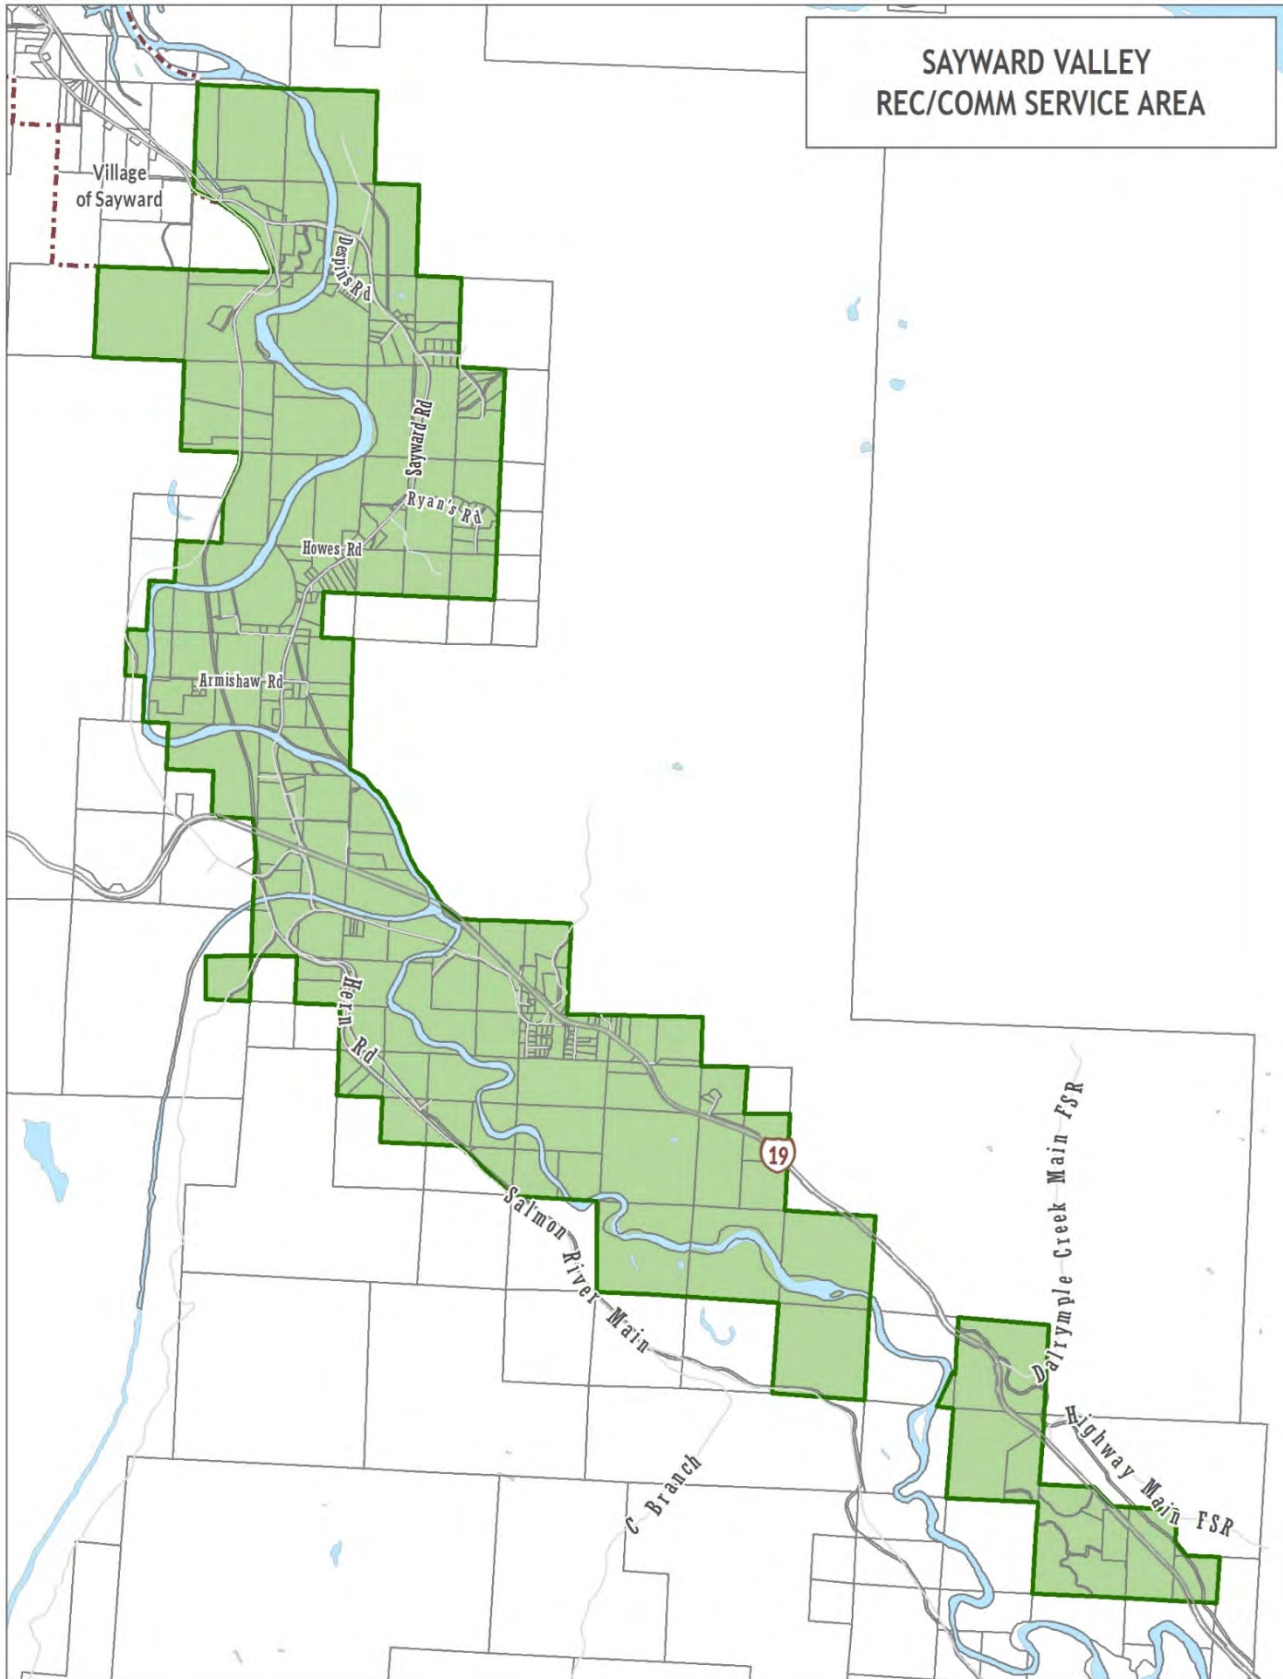 SAYWARD VALLEY
REC/COMM SERVICE AREA
Village
of Sayward
Despins Rd
Sayward Rd
Ryan's Rd
Howes Rd
Armishaw Rd
Hern Rd
19
Dalrymple Creek Main FSR
Salmon River Main
Highway Main FSR
C Branch